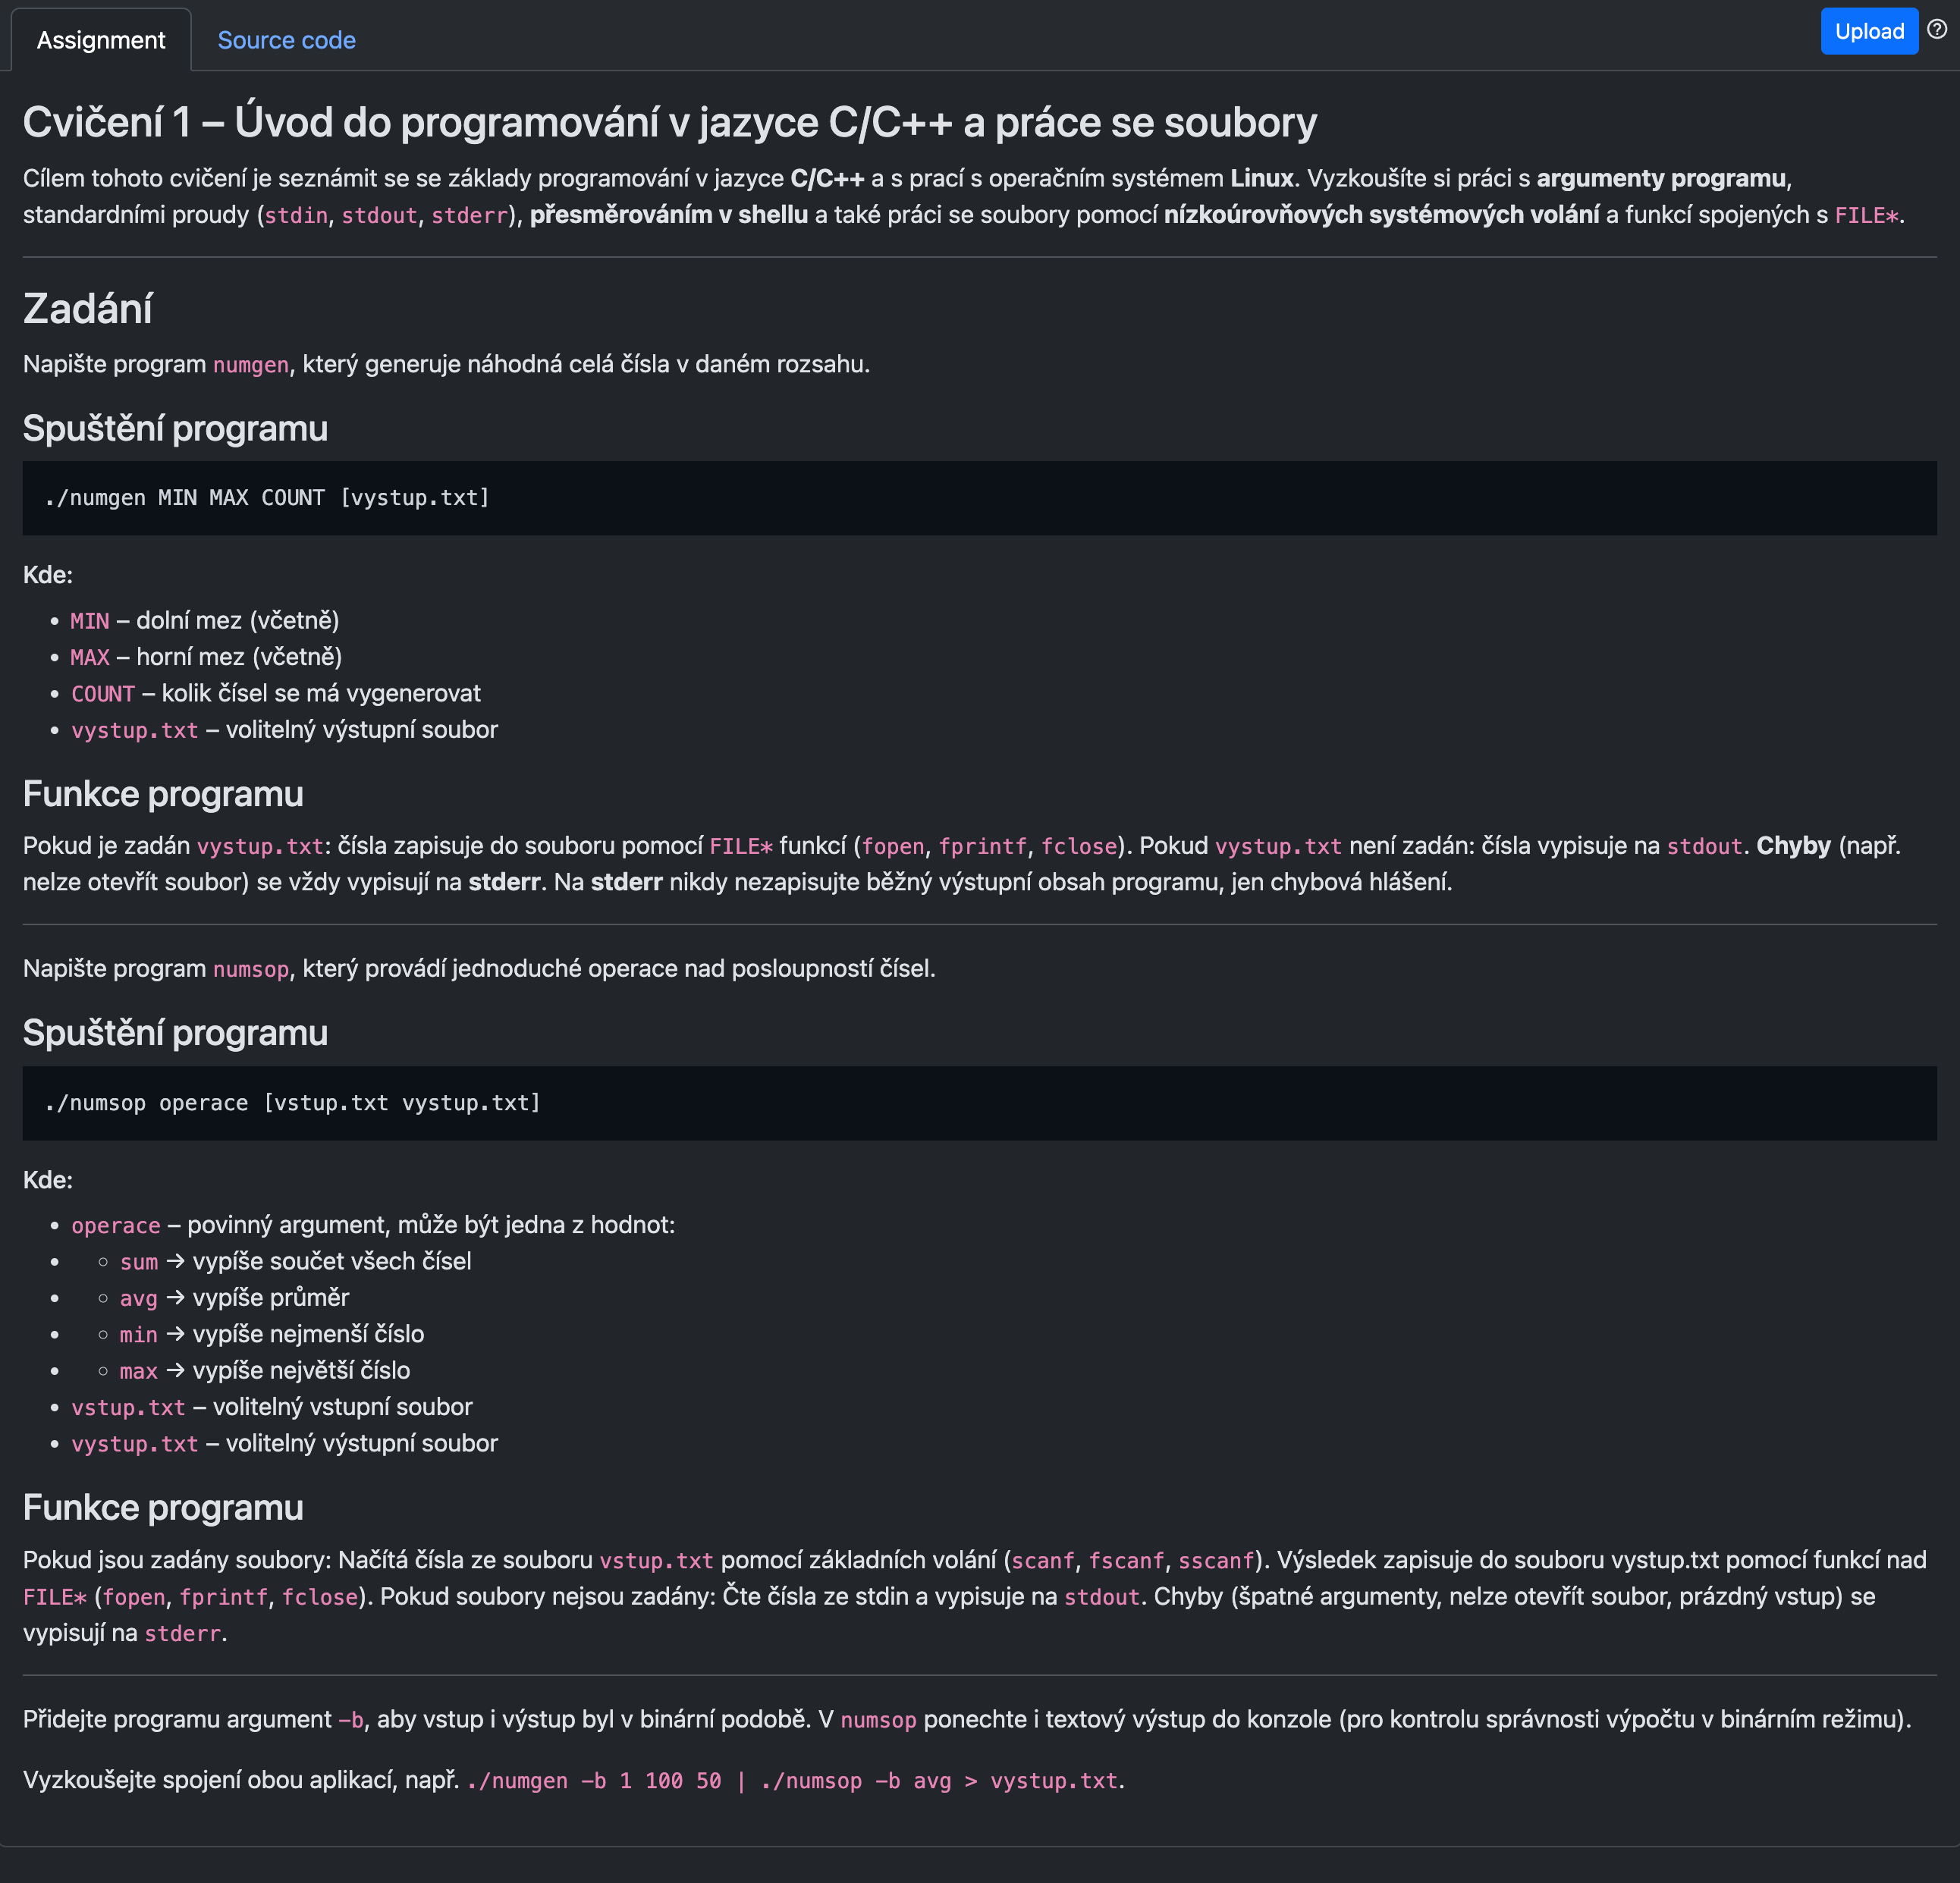 Assignment
Source code
Upload
Cvičení 1 – Úvod do programování v jazyce C/C++ a práce se soubory
Cílem tohoto cvičení je seznámit se se základy programování v jazyce C/C++ a s prací s operačním systémem Linux. Vyzkoušíte si práci s argumenty programu,
standardními proudy (stdin, stdout, stderr), přesměrováním v shellu a také práci se soubory pomocí nízkoúrovňových systémových volání a funkcí spojených s FILE*.
Zadání
Napište program numgen, který generuje náhodná celá čísla v daném rozsahu.
Spuštění programu
./numgen MIN MAX COUNT [vystup.txt]
Kde:
• MIN – dolní mez (včetně)
• MAX – horní mez (včetně)
• COUNT – kolik čísel se má vygenerovat
• vystup.txt – volitelný výstupní soubor
Funkce programu
Pokud je zadán vystup.txt: čísla zapisuje do souboru pomocí FILE* funkcí (fopen, fprintf, fclose). Pokud vystup.txt není zadán: čísla vypisuje na stdout. Chyby (např.
nelze otevřít soubor) se vždy vypisují na stderr. Na stderr nikdy nezapisujte běžný výstupní obsah programu, jen chybová hlášení.
Napište program numsop, který provádí jednoduché operace nad posloupností čísel.
Spuštění programu
./numsop operace [vstup.txt vystup.txt]
Kde:
• operace – povinný argument, může být jedna z hodnot:
• ◦ sum → vypíše součet všech čísel
• ◦ avg → vypíše průměr
• ◦ min → vypíše nejmenší číslo
• ◦ max → vypíše největší číslo
• vstup.txt – volitelný vstupní soubor
• vystup.txt – volitelný výstupní soubor
Funkce programu
Pokud jsou zadány soubory: Načítá čísla ze souboru vstup.txt pomocí základních volání (scanf, fscanf, sscanf). Výsledek zapisuje do souboru vystup.txt pomocí funkcí nad
FILE* (fopen, fprintf, fclose). Pokud soubory nejsou zadány: Čte čísla ze stdin a vypisuje na stdout. Chyby (špatné argumenty, nelze otevřít soubor, prázdný vstup) se
vypisují na stderr.
Přidejte programu argument -b, aby vstup i výstup byl v binární podobě. V numsop ponechte i textový výstup do konzole (pro kontrolu správnosti výpočtu v binárním režimu).
Vyzkoušejte spojení obou aplikací, např. ./numgen -b 1 100 50 | ./numsop -b avg > vystup.txt.